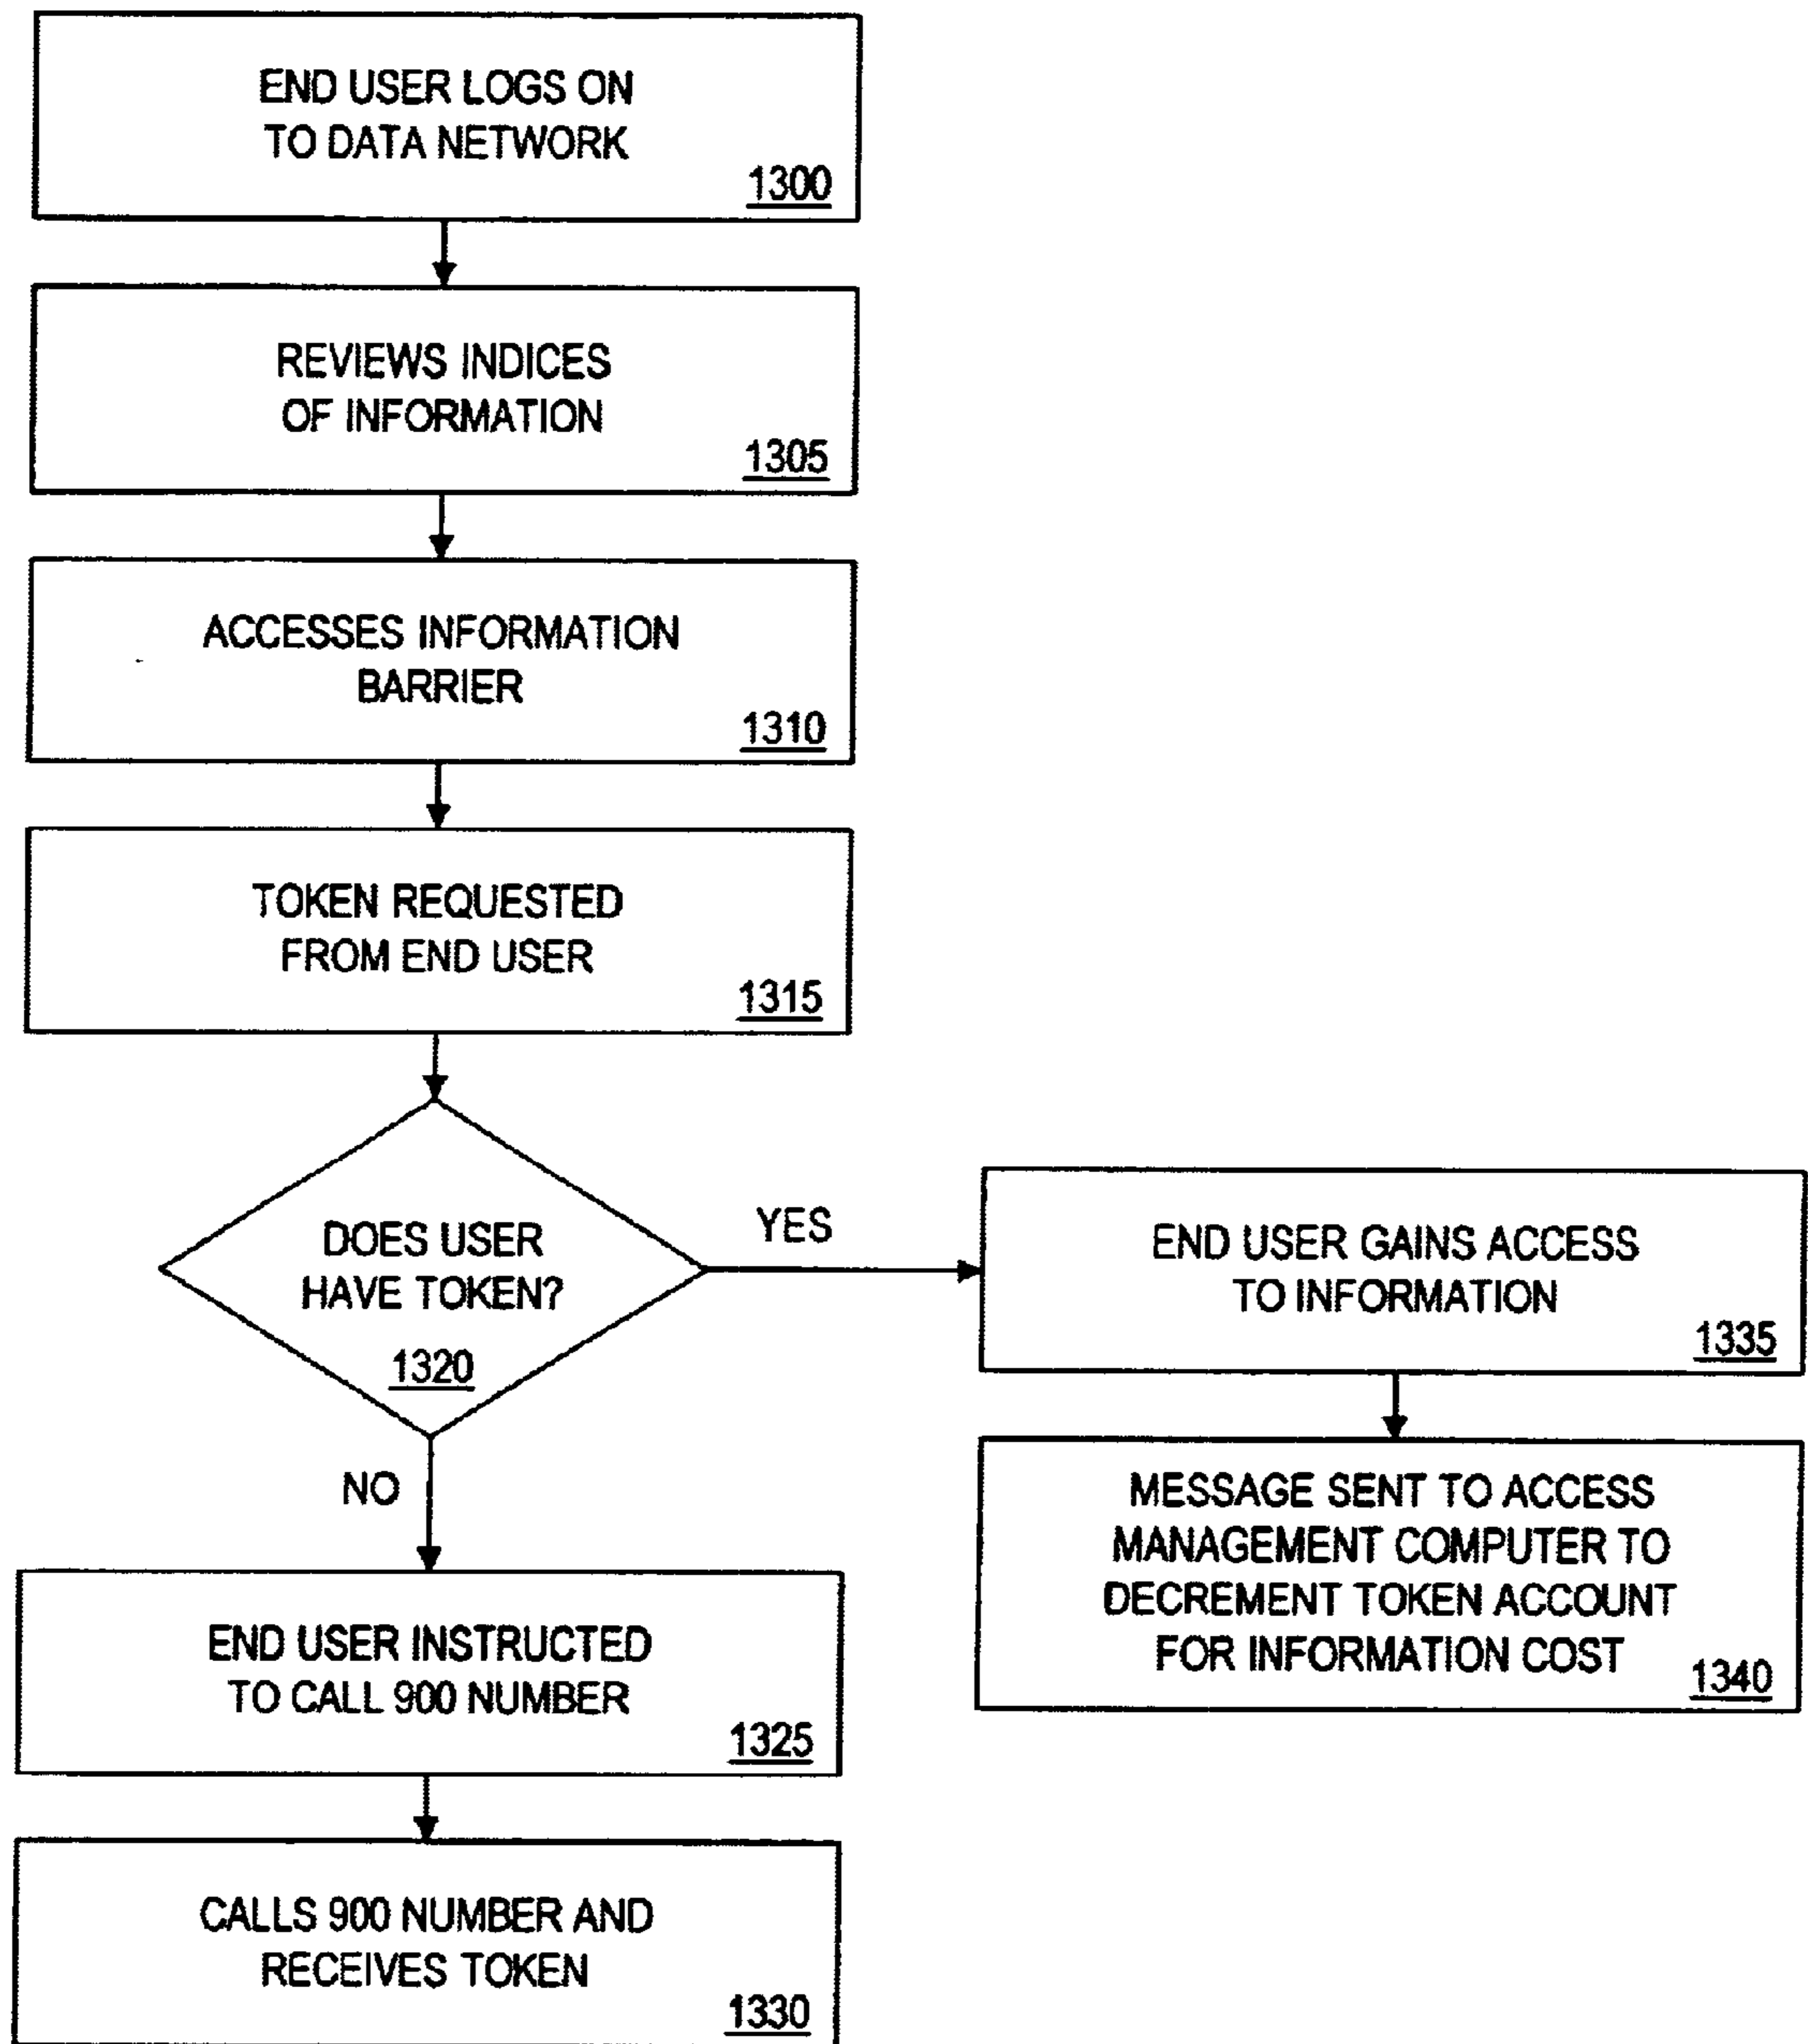 END USER LOGS ON
TO DATA NETWORK
1300
REVIEWS INDICES
OF INFORMATION
1305
ACCESSES INFORMATION
BARRIER
1310
TOKEN REQUESTED
FROM END USER
1315
DOES USER
HAVE TOKEN?
1320
YES
END USER GAINS ACCESS
TO INFORMATION
1335
MESSAGE SENT TO ACCESS
MANAGEMENT COMPUTER TO
DECREMENT TOKEN ACCOUNT
FOR INFORMATION COST
1340
NO
END USER INSTRUCTED
TO CALL 900 NUMBER
1325
CALLS 900 NUMBER AND
RECEIVES TOKEN
1330